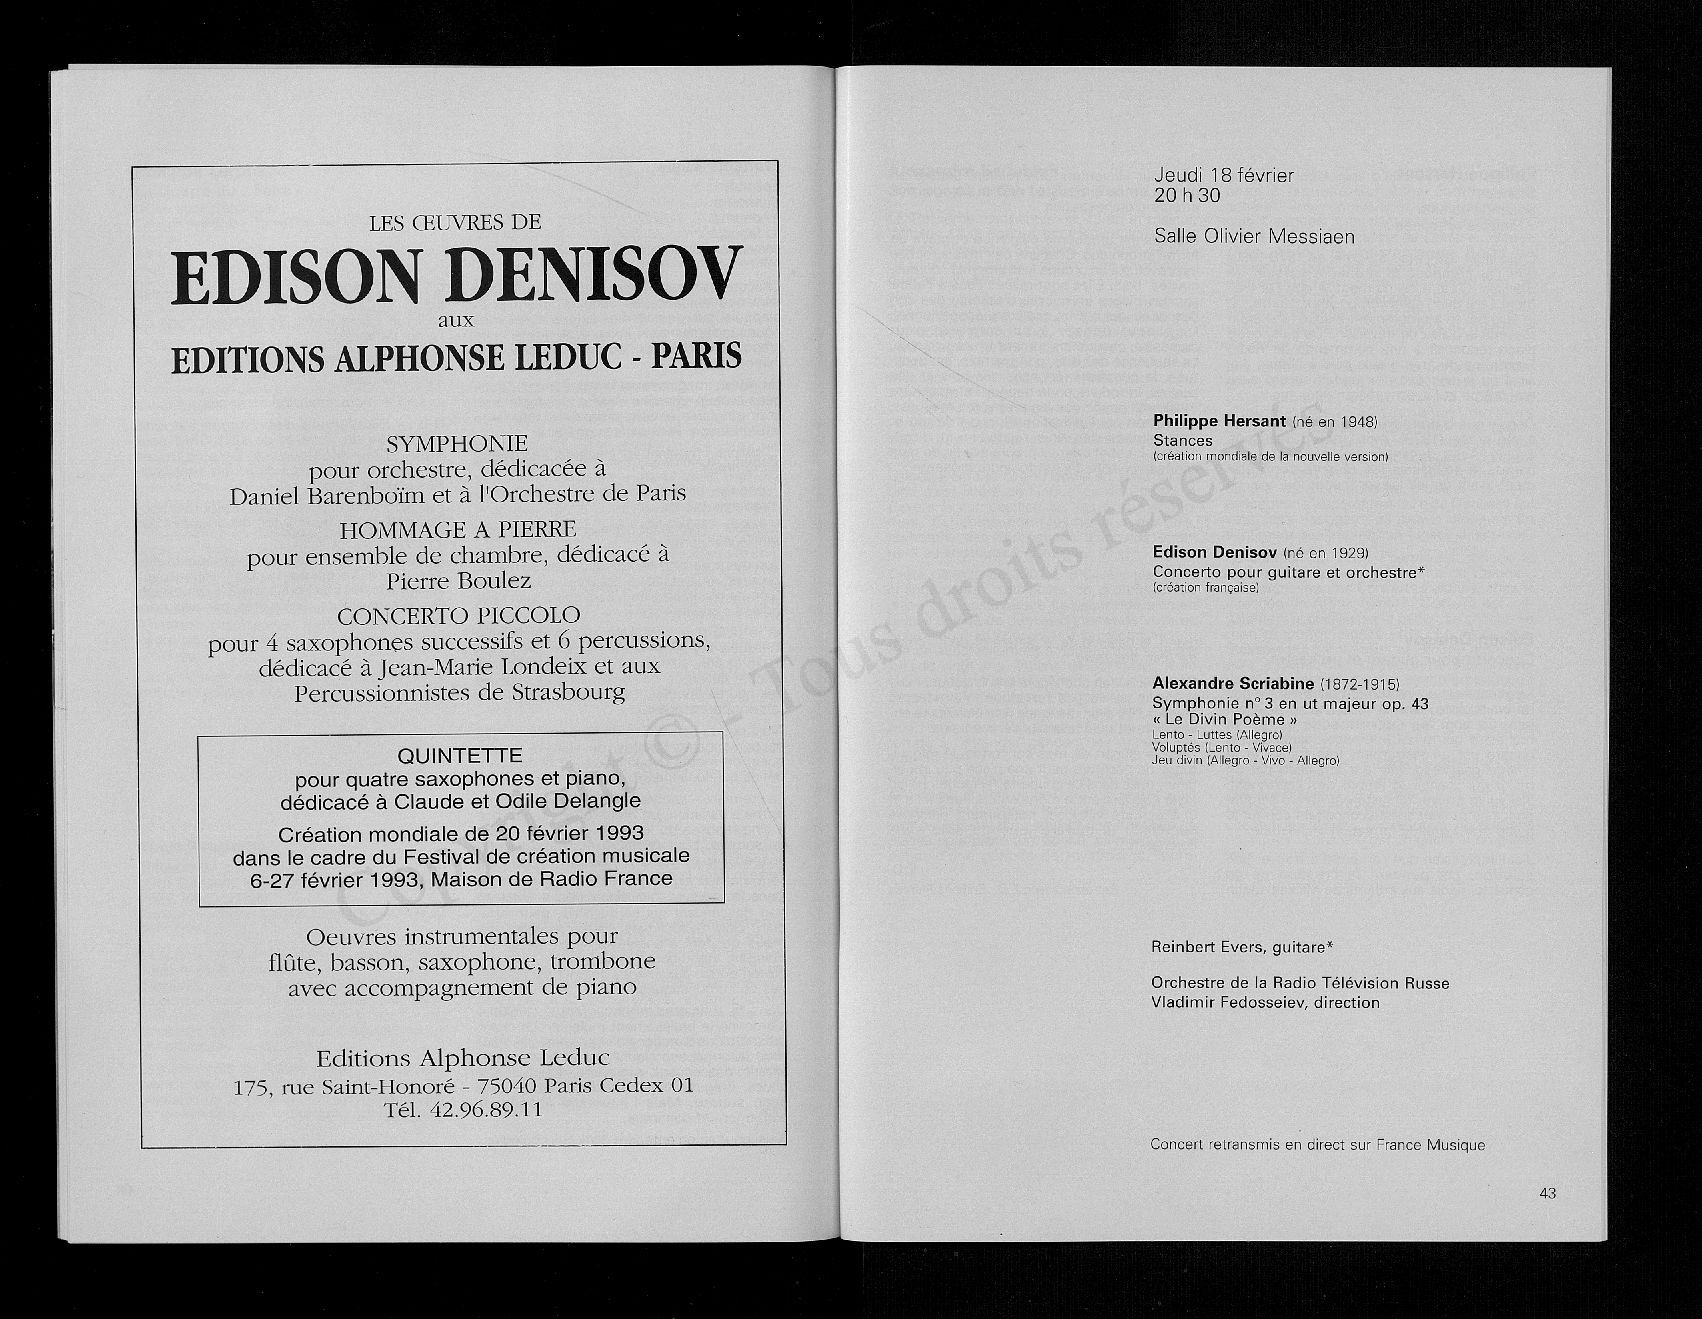 LES ŒUVRES DE
EDISON DENISOV
aux
EDITIONS ALPHONSE LEDUC - PARIS
SYMPHONIE
pour orchestre, dédicacée à
Daniel Barenboïm et à l'Orchestre de Paris
HOMMAGE A PIERRE
pour ensemble de chambre, dédicacé à
Pierre Boulez
CONCERTO PICCOLO
pour 4 saxophones successifs et 6 percussions,
dédicacé à Jean-Marie Londeix et aux
Percussionnistes de Strasbourg
QUINTETTE
pour quatre saxophones et piano,
dédicacé à Claude et Odile Delangle
Création mondiale de 20 février 1993
dans le cadre du Festival de création musicale
6-27 février 1993, Maison de Radio France
Oeuvres instrumentales pour
flûte, basson, saxophone, trombone
avec accompagnement de piano
Editions Alphonse Leduc
175, rue Saint-Honoré - 75040 Paris Cedex 01
Tél. 42.96.89.11
Jeudi 18 février
20 h 30
Salle Olivier Messiaen
Philippe Hersant (né en 1948)
Stances
(création mondiale de la nouvelle version)
Edison Denisov (né en 1929)
Concerto pour guitare et orchestre*
(création française)
Alexandre Scriabine (1872-1915)
Symphonie n° 3 en ut majeur op. 43
« Le Divin Poème »
Lento - Luttes (Allegro)
Voluptés (Lento - Vivace)
Jeu divin (Allegro - Vivo - Allegro)
Reinbert Evers, guitare*
Orchestre de la Radio Télévision Russe
Vladimir Fedosseiev, direction
Concert retransmis en direct sur France Musique
43
Copyright © - Tous droits réservés